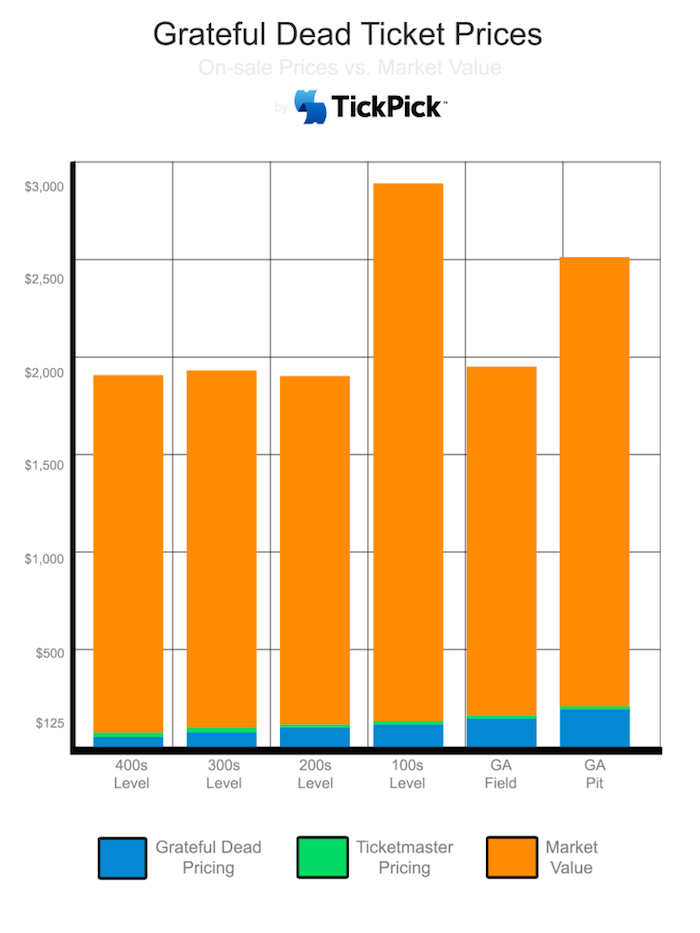 Grateful Dead Ticket Prices
On-sale Prices vs. Market Value
by TickPick™
$3,000
$2,500
$2,000
$1,500
$1,000
$500
$125
400s Level
300s Level
200s Level
100s Level
GA Field
GA Pit
Grateful Dead Pricing
Ticketmaster Pricing
Market Value